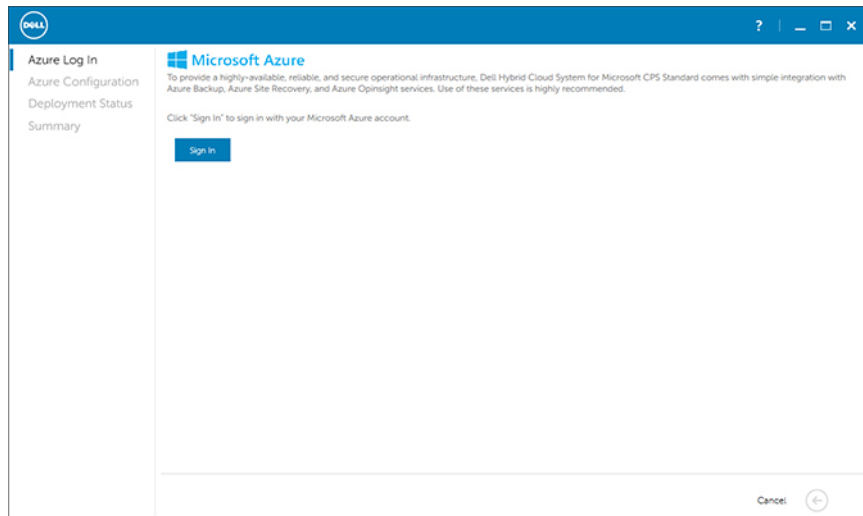 DELL
?
Azure Log In
Azure Configuration
Deployment Status
Summary
Microsoft Azure
To provide a highly-available, reliable, and secure operational infrastructure, Dell Hybrid Cloud System for Microsoft CPS Standard comes with simple integration with
Azure Backup, Azure Site Recovery, and Azure Opinsight services. Use of these services is highly recommended.
Click "Sign In" to sign in with your Microsoft Azure account.
Sign In
Cancel